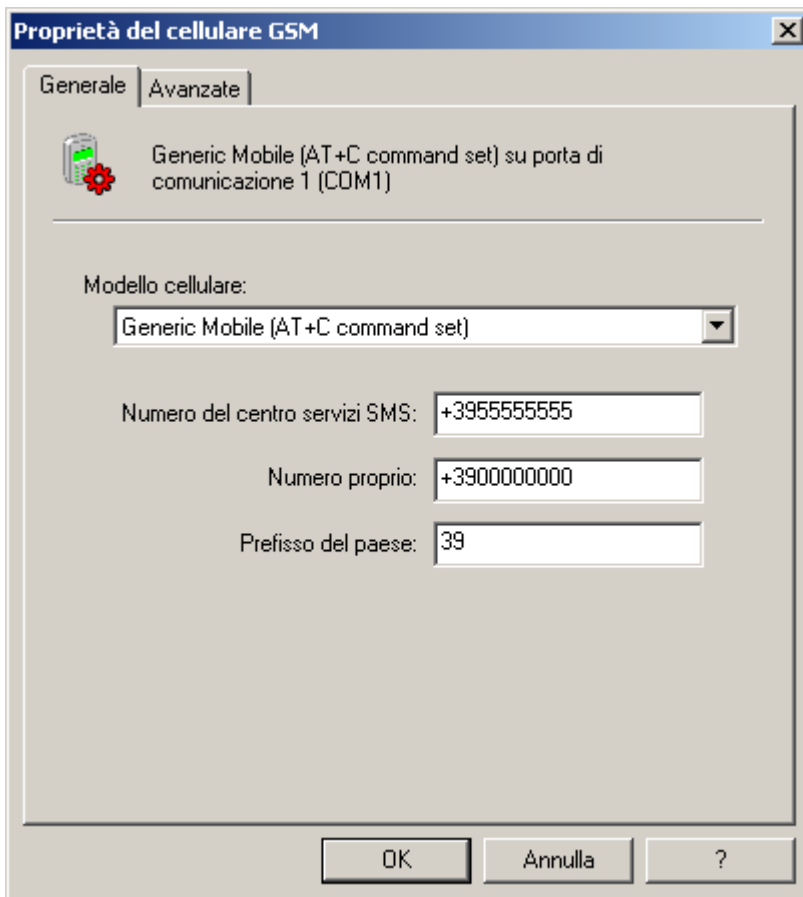 Proprietà del cellulare GSM
Generale
Avanzate
Generic Mobile (AT+C command set) su porta di
comunicazione 1 (COM1)
Modello cellulare:
Generic Mobile (AT+C command set)
Numero del centro servizi SMS: +3955555555
Numero proprio: +3900000000
Prefisso del paese: 39
OK
Annulla
?